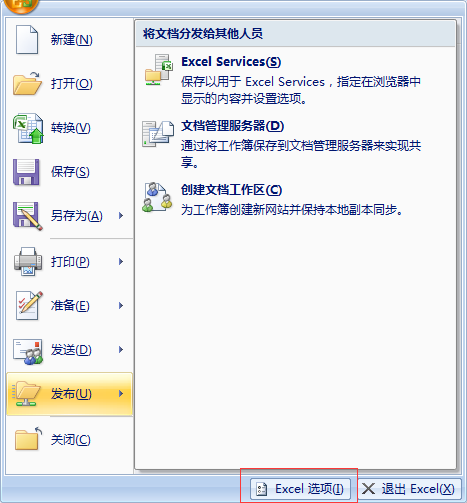 新建(N)
打开(O)
转换(V)
保存(S)
另存为(A)
打印(P)
准备(E)
发送(D)
发布(U)
关闭(C)
将文档分发给其他人员
Excel Services(S)
保存以用于 Excel Services，指定在浏览器中
显示的内容并设置选项。
文档管理服务器(D)
通过将工作簿保存到文档管理服务器来实现共
享。
创建文档工作区(C)
为工作簿创建新网站并保持本地副本同步。
Excel 选项(I)
退出 Excel(X)